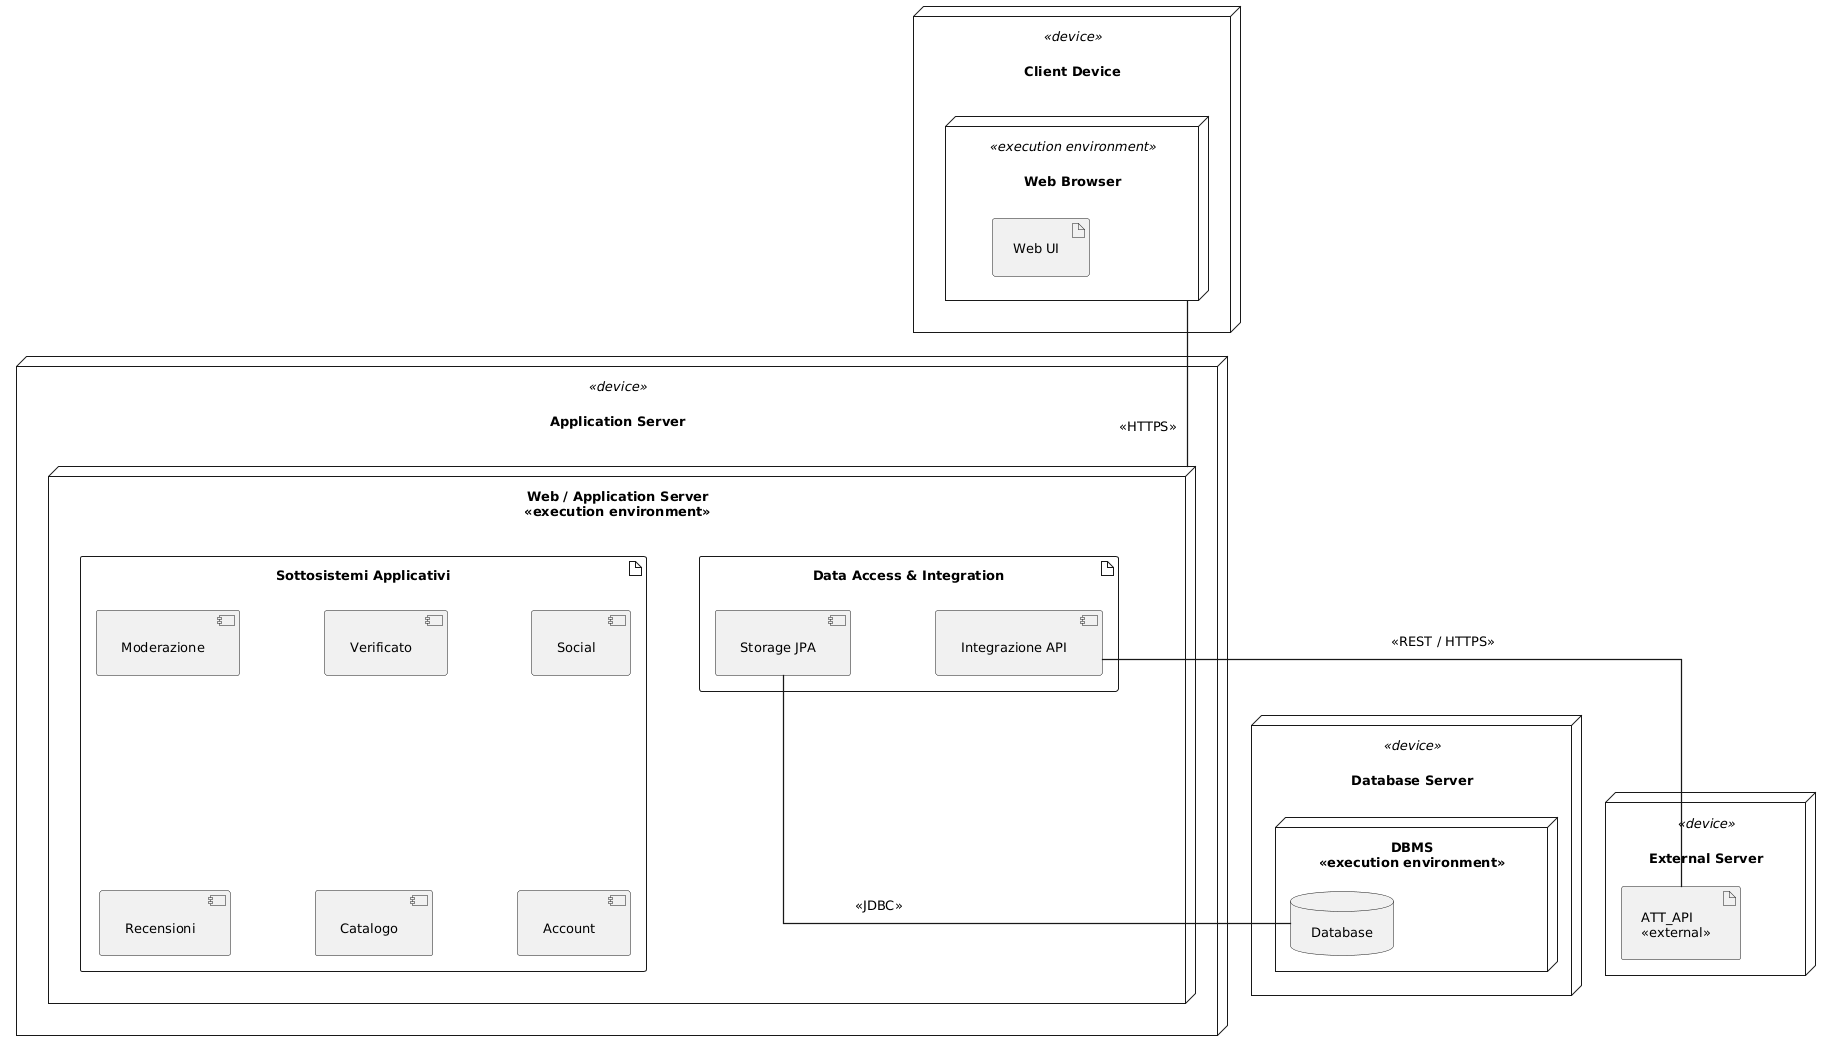 «device»
Client Device
«execution environment»
Web Browser
Web UI
«device»
Application Server
«HTTPS»
Web / Application Server
«execution environment»
Sottosistemi Applicativi
Data Access & Integration
Moderazione
Verificato
Social
Storage JPA
Integrazione API
«REST / HTTPS»
«device»
Database Server
«device»
External Server
DBMS
«execution environment»
«JDBC»
Recensioni
Catalogo
Account
Database
ATT_API
«external»